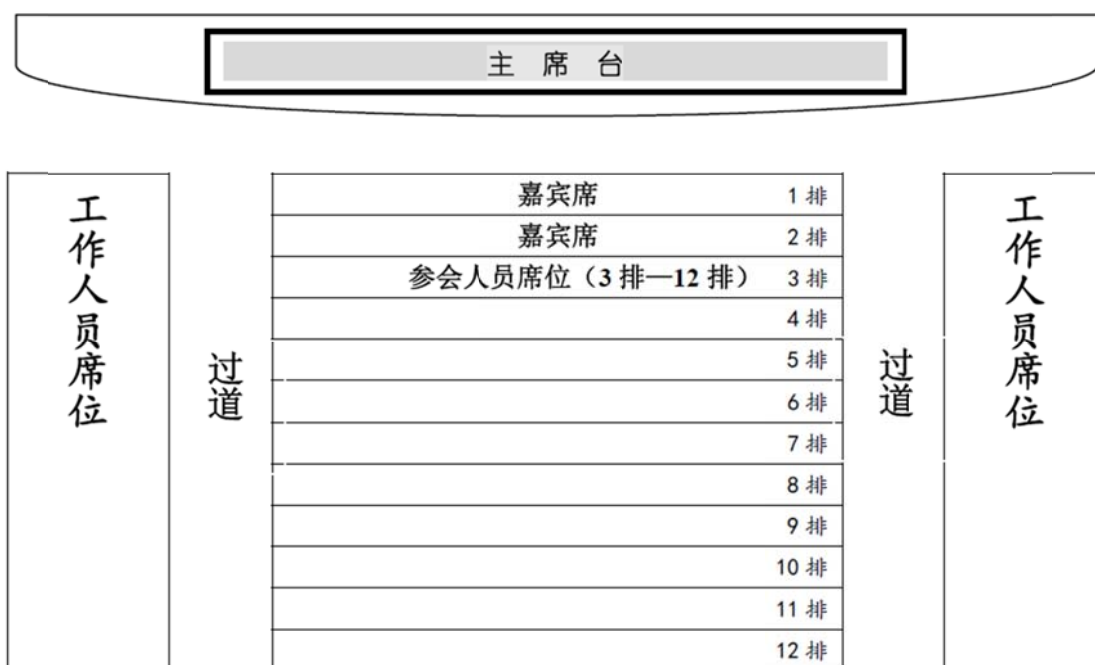 主 席 台
工作人员席位
过道
嘉宾席 1 排
嘉宾席 2 排
参会人员席位（3 排—12 排） 3 排
4 排
5 排
6 排
7 排
8 排
9 排
10 排
11 排
12 排
过道
工作人员席位